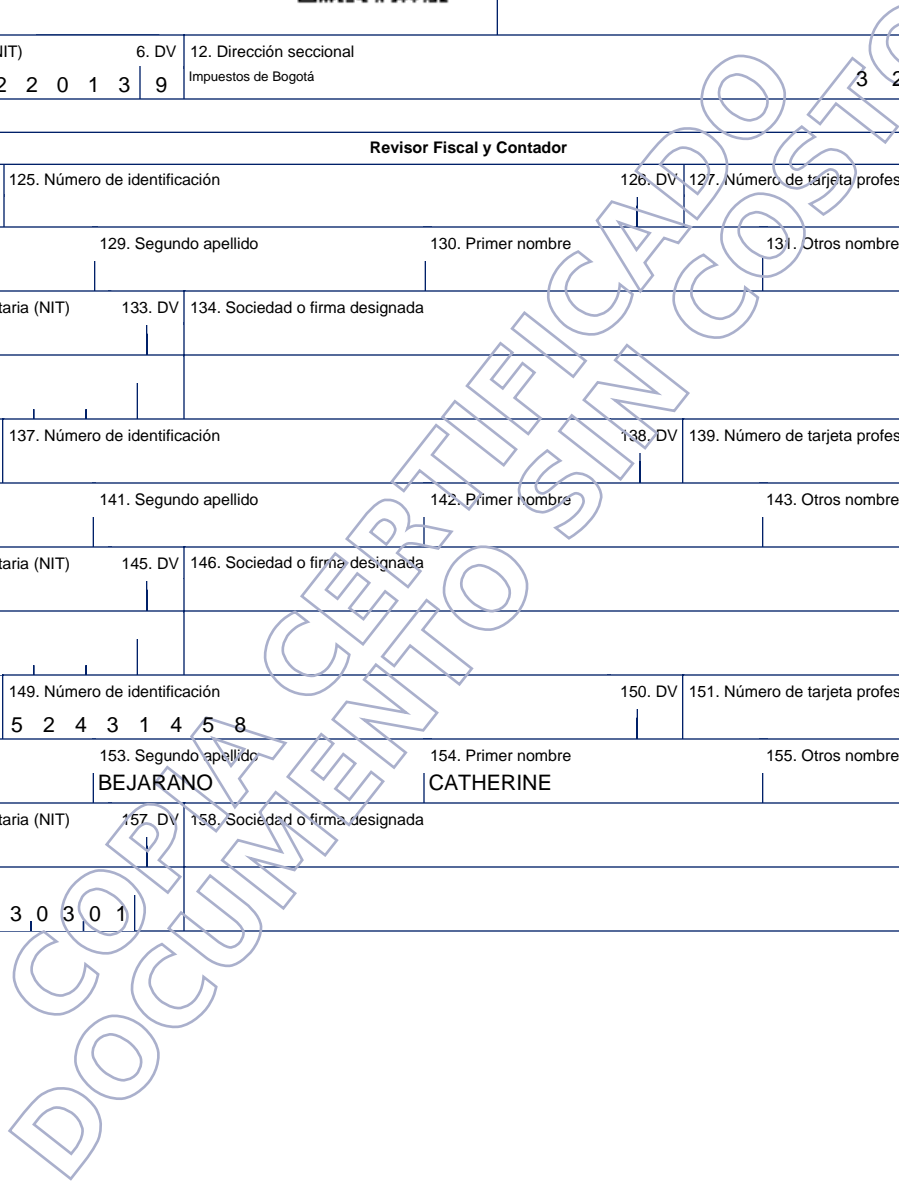 NIT) 6. DV 12. Dirección seccional
2 2 0 1 3 9 Impuestos de Bogotá 3 2
Revisor Fiscal y Contador
125. Número de identificación 126. DV 127. Número de tarjeta profes
129. Segundo apellido 130. Primer nombre 131. Otros nombre
taria (NIT) 133. DV 134. Sociedad o firma designada
137. Número de identificación 138. DV 139. Número de tarjeta profes
141. Segundo apellido 142. Primer nombre 143. Otros nombre
taria (NIT) 145. DV 146. Sociedad o firma designada
149. Número de identificación 150. DV 151. Número de tarjeta profes
5 2 4 3 1 4 5 8
153. Segundo apellido 154. Primer nombre 155. Otros nombre
BEJARANO CATHERINE
taria (NIT) 157. DV 158. Sociedad o firma designada
3 0 3 0 1
COPIA CERTIFICADO
DOCUMENTO SIN COSTO